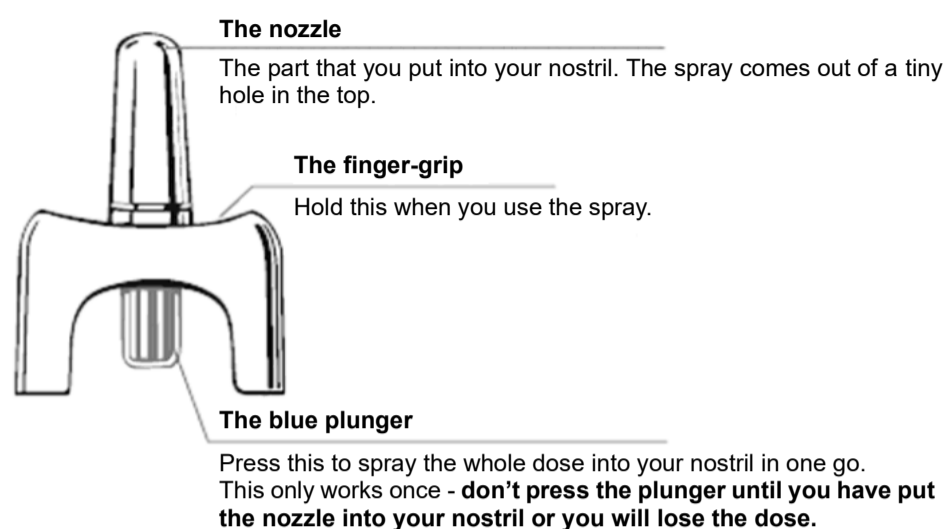 The nozzle
The part that you put into your nostril. The spray comes out of a tiny
hole in the top.
The finger-grip
Hold this when you use the spray.
The blue plunger
Press this to spray the whole dose into your nostril in one go.
This only works once - don’t press the plunger until you have put
the nozzle into your nostril or you will lose the dose.